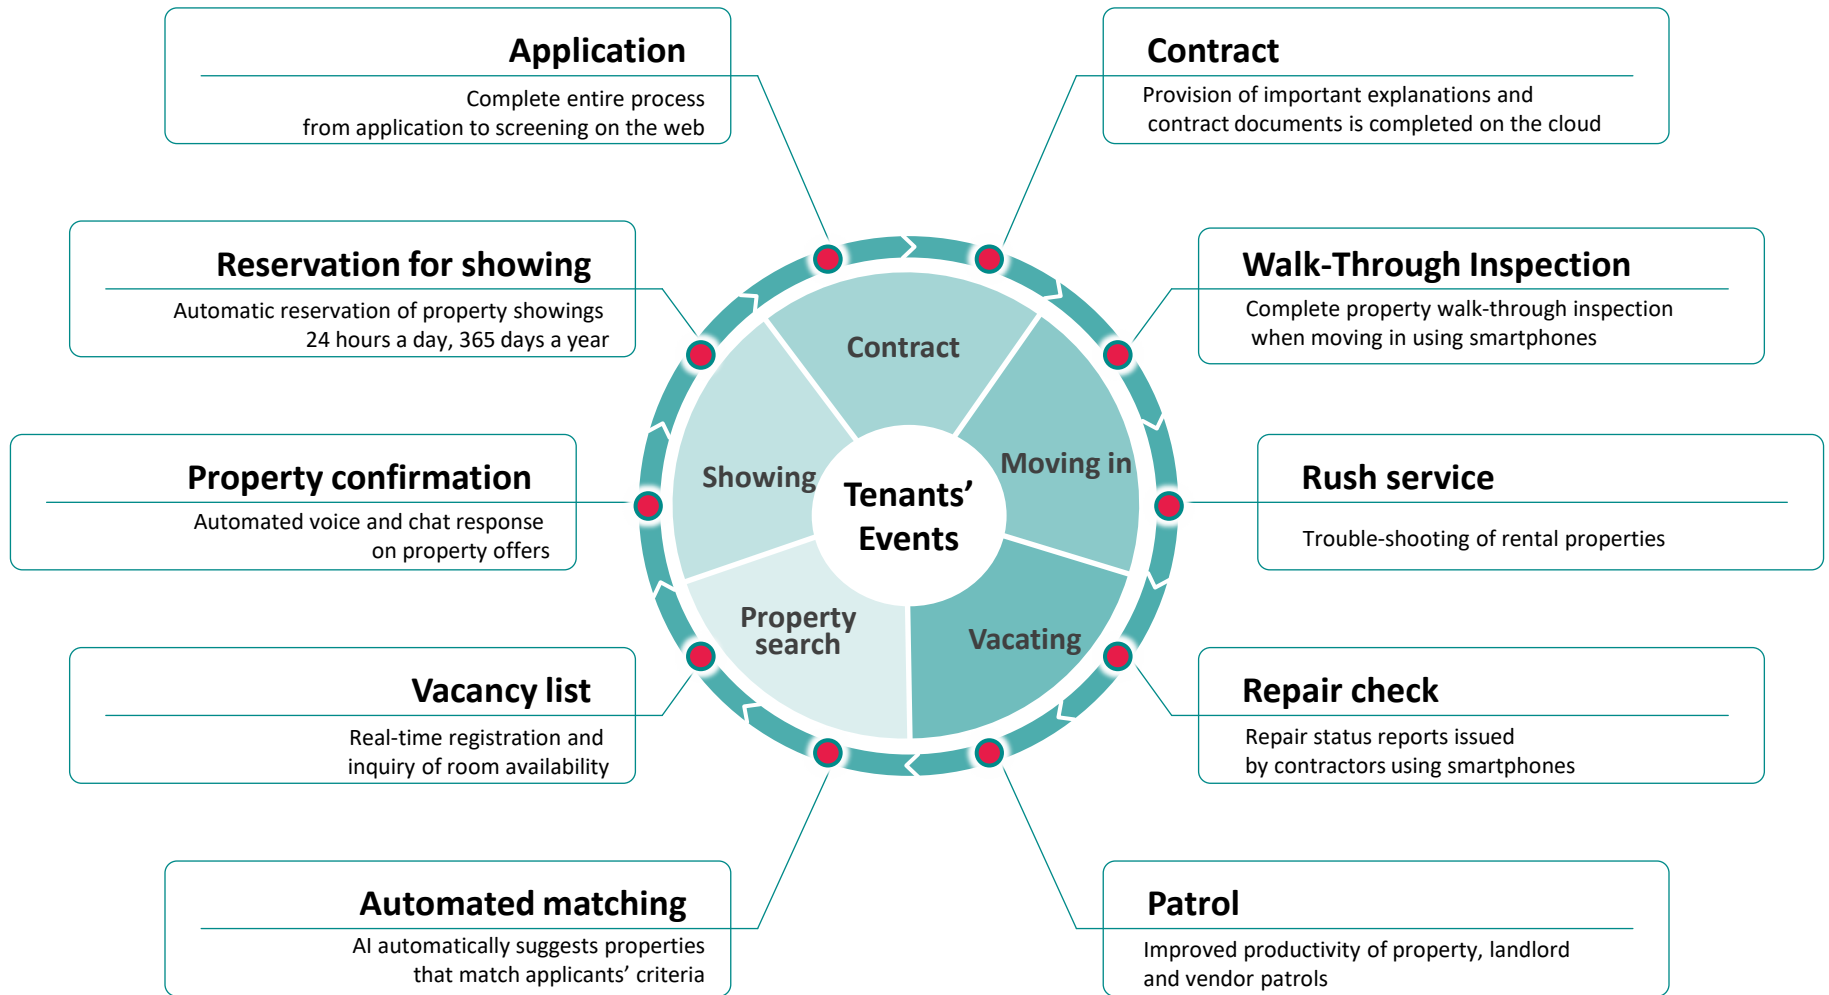 Application
Complete entire process
from application to screening on the web
Contract
Provision of important explanations and
contract documents is completed on the cloud
Reservation for showing
Automatic reservation of property showings
24 hours a day, 365 days a year
Walk-Through Inspection
Complete property walk-through inspection
when moving in using smartphones
Property confirmation
Automated voice and chat response
on property offers
Rush service
Trouble-shooting of rental properties
Vacancy list
Real-time registration and
inquiry of room availability
Repair check
Repair status reports issued
by contractors using smartphones
Automated matching
AI automatically suggests properties
that match applicants’ criteria
Patrol
Improved productivity of property, landlord
and vendor patrols
Contract
Showing
Moving in
Tenants’
Events
Property
search
Vacating